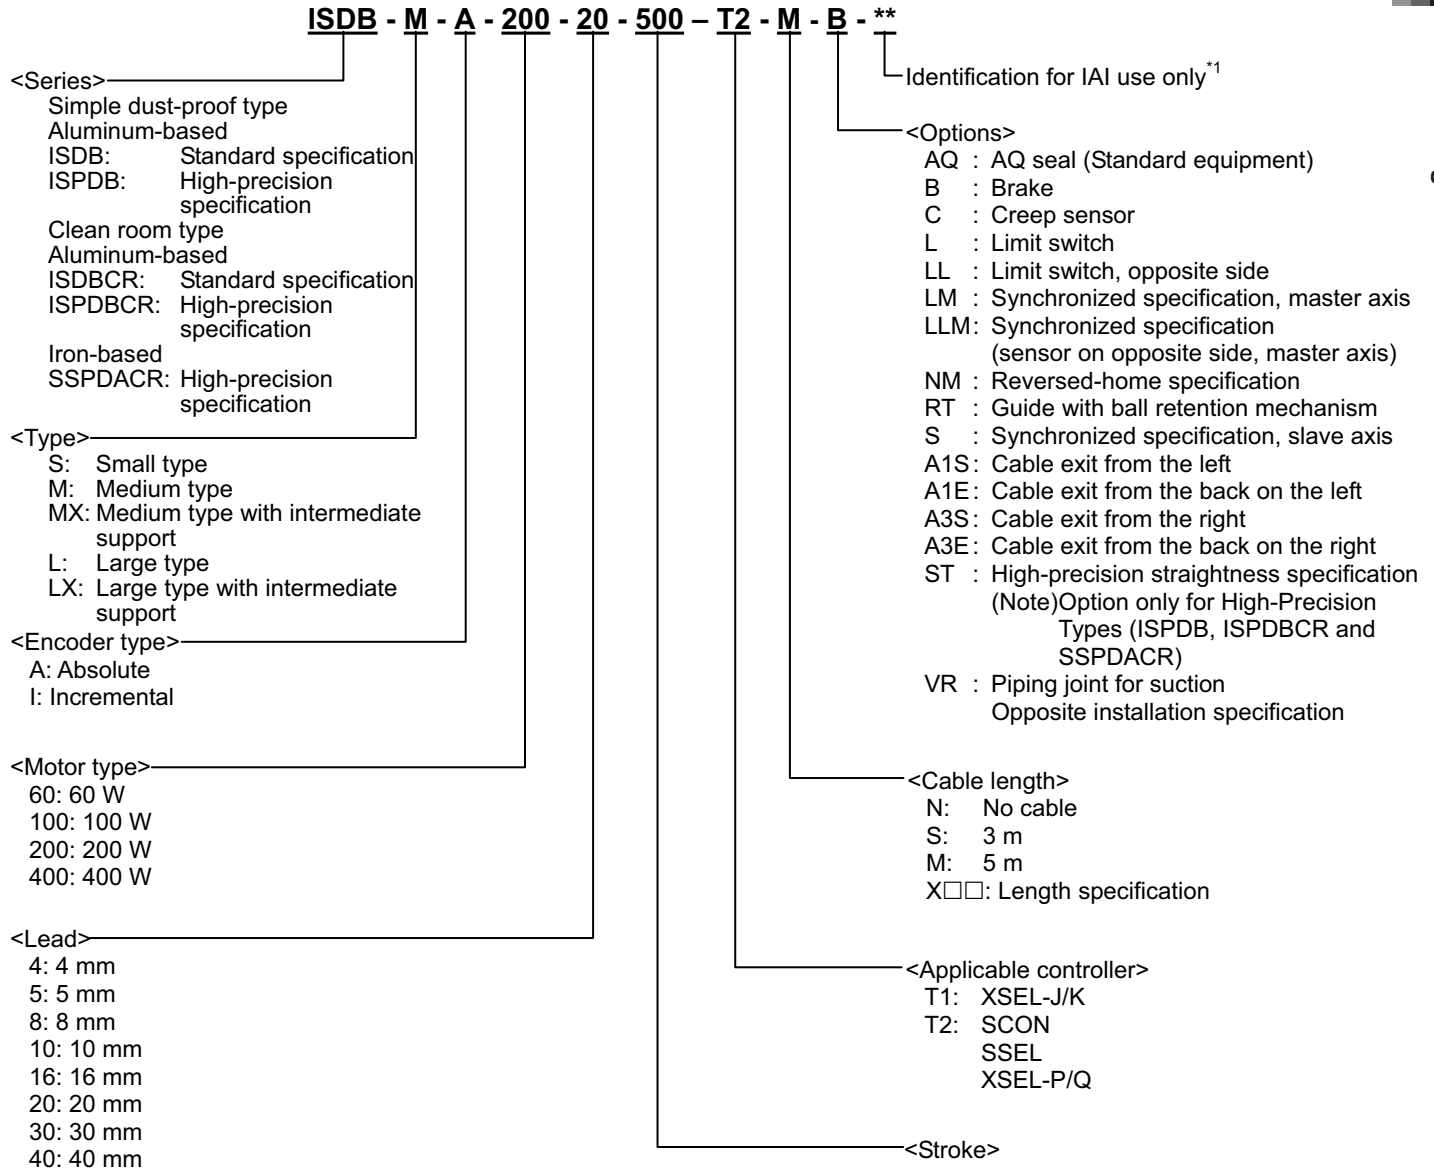 ISDB - M - A - 200 - 20 - 500 – T2 - M - B - **
<Series>
Simple dust-proof type
Aluminum-based
ISDB: Standard specification
ISPDB: High-precision
specification
Clean room type
Aluminum-based
ISDBCR: Standard specification
ISPDBCR: High-precision
specification
Iron-based
SSPDACR: High-precision
specification
<Type>
S: Small type
M: Medium type
MX: Medium type with intermediate
support
L: Large type
LX: Large type with intermediate
support
<Encoder type>
A: Absolute
I: Incremental
<Motor type>
60: 60 W
100: 100 W
200: 200 W
400: 400 W
<Lead>
4: 4 mm
5: 5 mm
8: 8 mm
10: 10 mm
16: 16 mm
20: 20 mm
30: 30 mm
40: 40 mm
Identification for IAI use only*1
<Options>
AQ : AQ seal (Standard equipment)
B : Brake
C : Creep sensor
L : Limit switch
LL : Limit switch, opposite side
LM : Synchronized specification, master axis
LLM: Synchronized specification
(sensor on opposite side, master axis)
NM : Reversed-home specification
RT : Guide with ball retention mechanism
S : Synchronized specification, slave axis
A1S: Cable exit from the left
A1E: Cable exit from the back on the left
A3S: Cable exit from the right
A3E: Cable exit from the back on the right
ST : High-precision straightness specification
(Note)Option only for High-Precision
Types (ISPDB, ISPDBCR and
SSPDACR)
VR : Piping joint for suction
Opposite installation specification
<Cable length>
N: No cable
S: 3 m
M: 5 m
X□□: Length specification
<Applicable controller>
T1: XSEL-J/K
T2: SCON
SSEL
XSEL-P/Q
<Stroke>